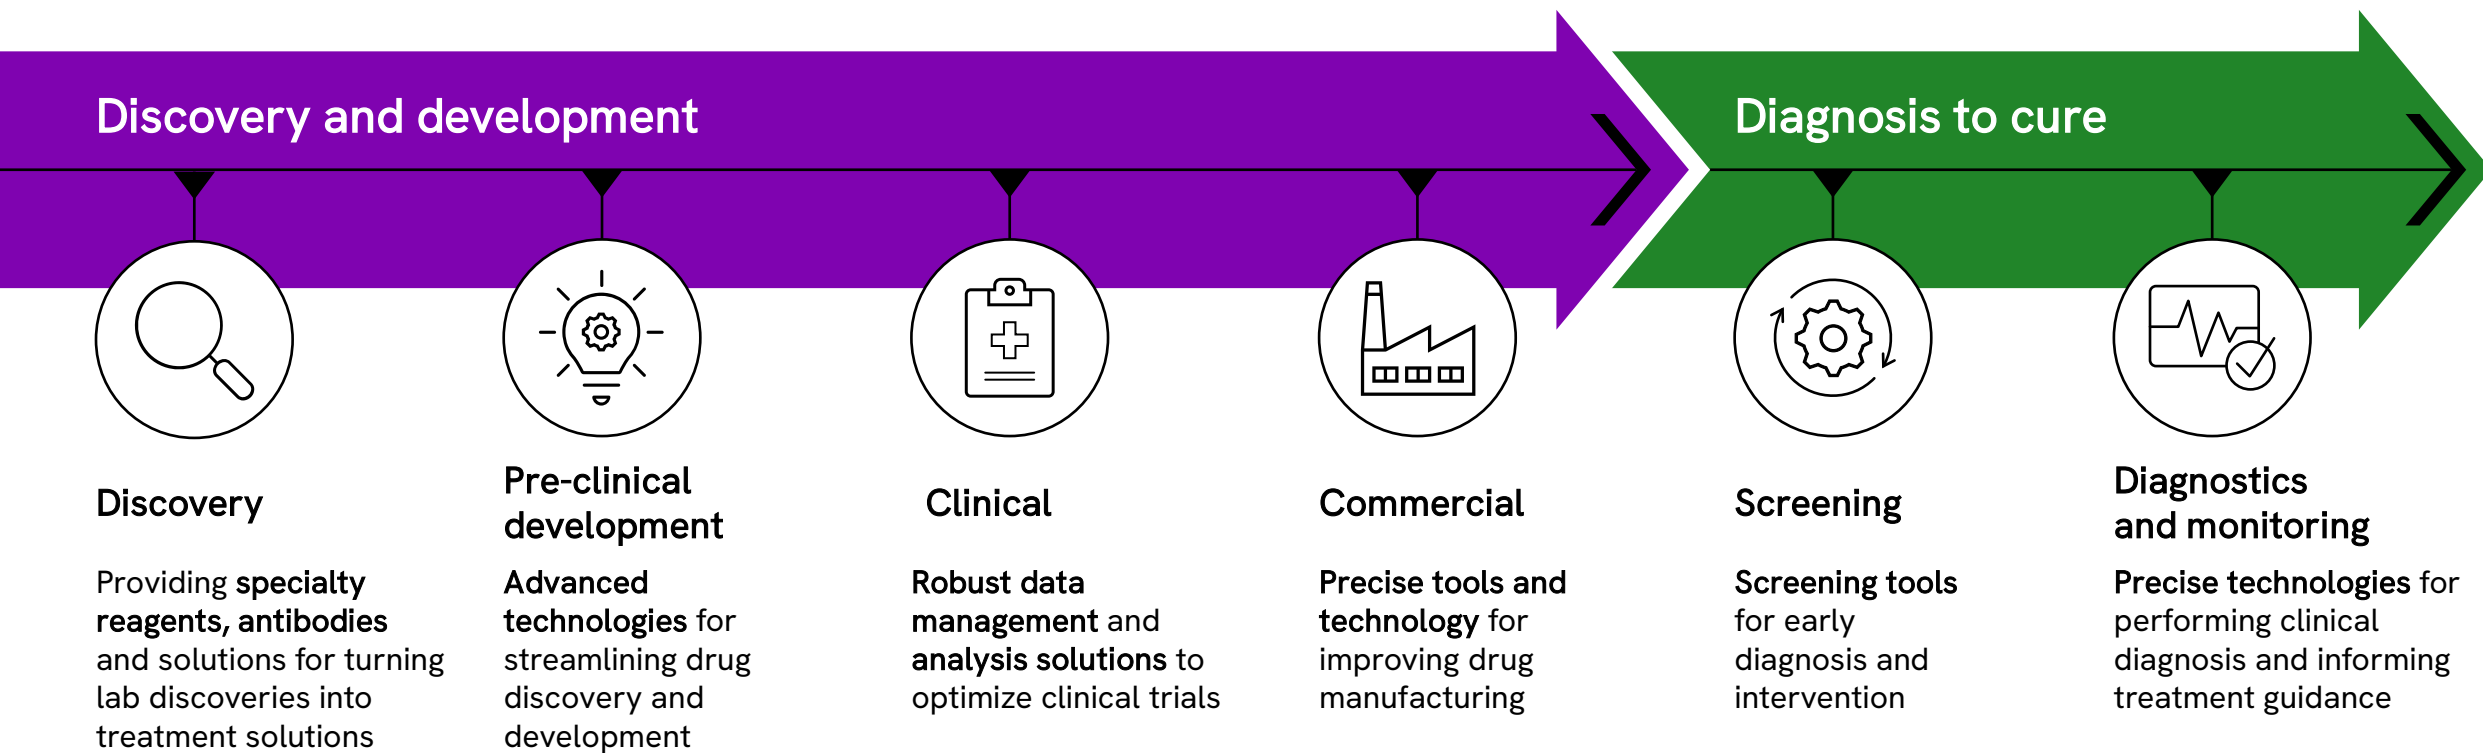 Discovery and development
Diagnosis to cure
Discovery
Providing specialty
reagents, antibodies
and solutions for turning
lab discoveries into
treatment solutions
Pre-clinical
development
Advanced
technologies for
streamlining drug
discovery and
development
Clinical
Robust data
management and
analysis solutions to
optimize clinical trials
Commercial
Precise tools and
technology for
improving drug
manufacturing
Screening
Screening tools
for early
diagnosis and
intervention
Diagnostics
and monitoring
Precise technologies for
performing clinical
diagnosis and informing
treatment guidance